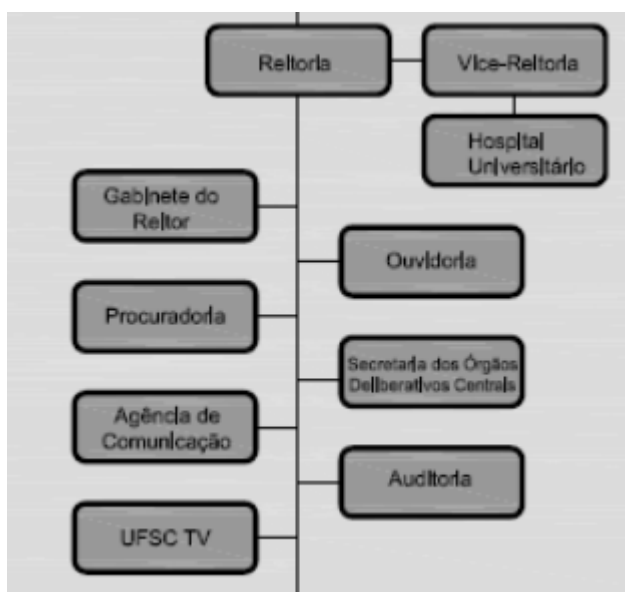 Reitoria
Vice-Reitoria
Hospital
Universitário
Gabinete do
Reitor
Ouvidoria
Procuradoria
Secretaria dos Órgãos
Deliberativos Centrais
Agência de
Comunicação
Auditoria
UFSC TV